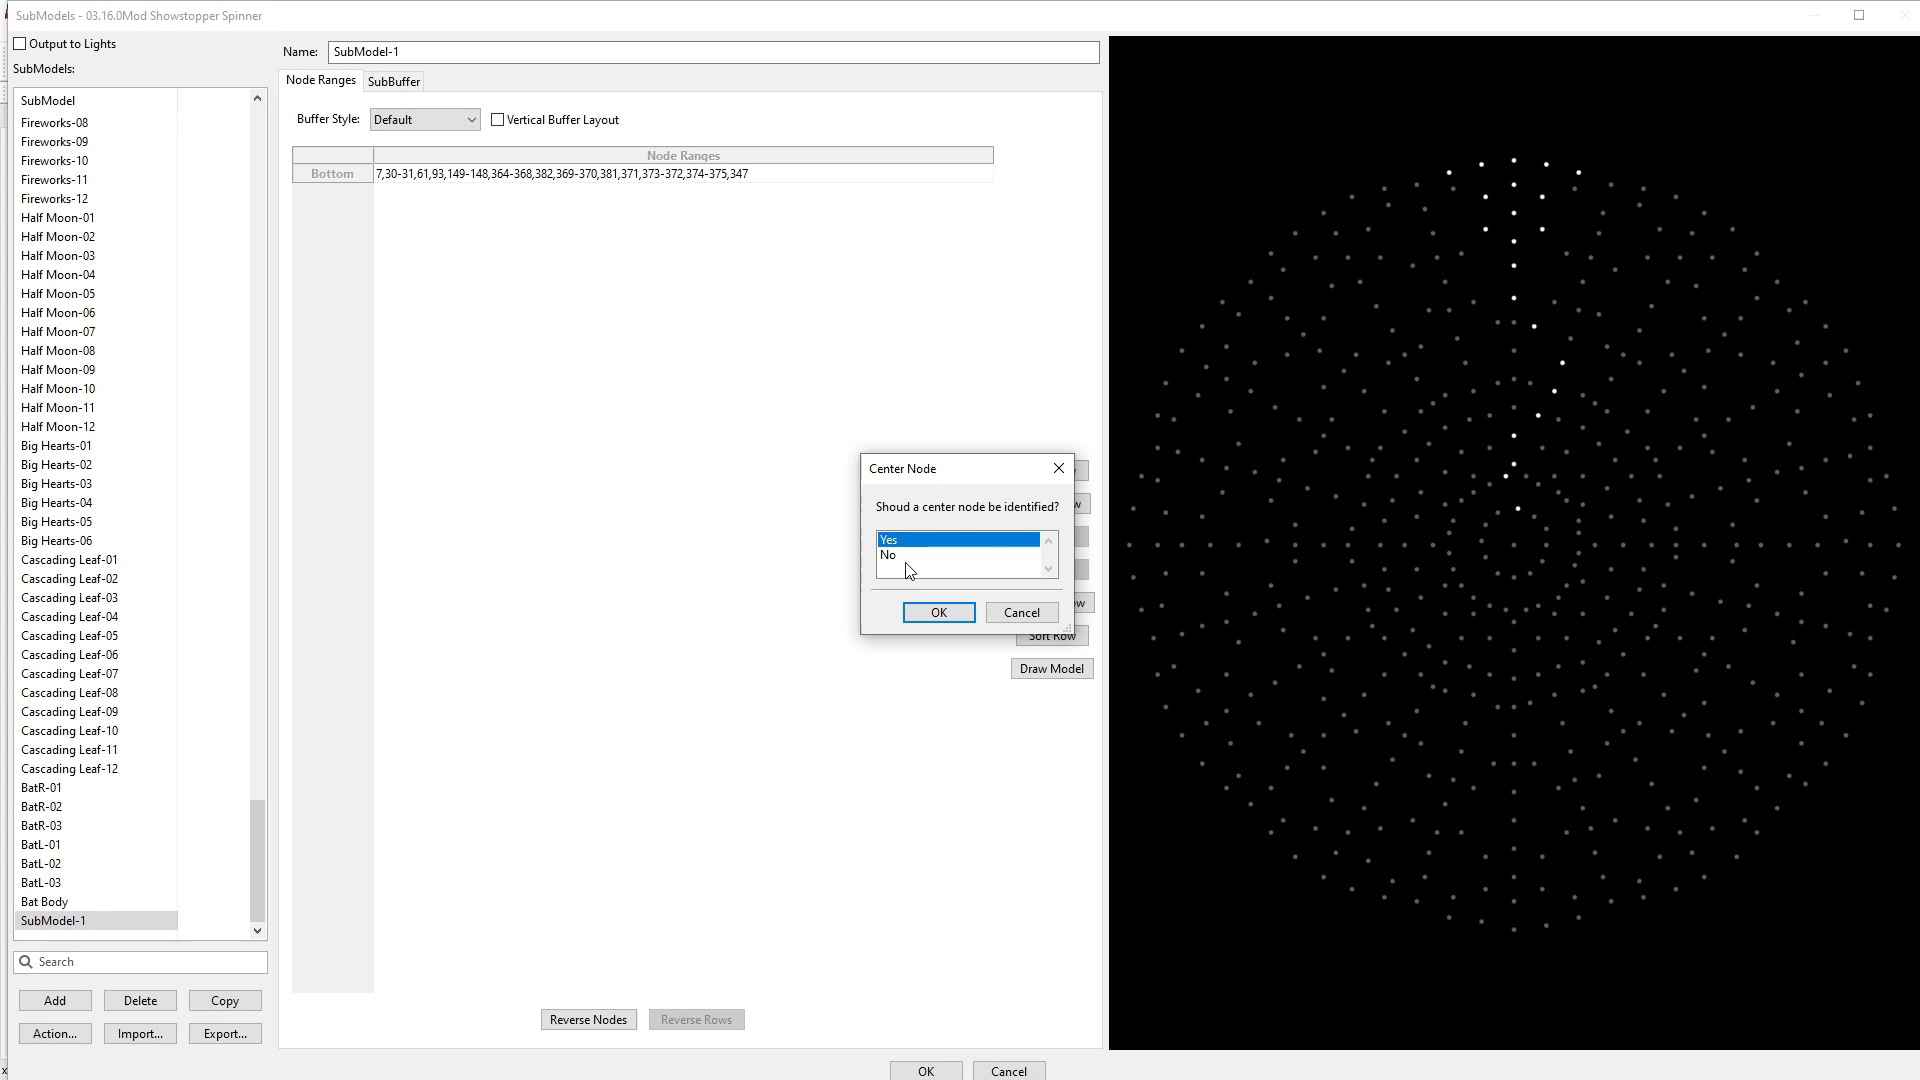 SubModels - 03.16.0Mod Showstopper Spinner
Output to Lights
SubModels:
SubModel
Fireworks-08
Fireworks-09
Fireworks-10
Fireworks-11
Fireworks-12
Half Moon-01
Half Moon-02
Half Moon-03
Half Moon-04
Half Moon-05
Half Moon-06
Half Moon-07
Half Moon-08
Half Moon-09
Half Moon-10
Half Moon-11
Half Moon-12
Big Hearts-01
Big Hearts-02
Big Hearts-03
Big Hearts-04
Big Hearts-05
Big Hearts-06
Cascading Leaf-01
Cascading Leaf-02
Cascading Leaf-03
Cascading Leaf-04
Cascading Leaf-05
Cascading Leaf-06
Cascading Leaf-07
Cascading Leaf-08
Cascading Leaf-09
Cascading Leaf-10
Cascading Leaf-11
Cascading Leaf-12
BatR-01
BatR-02
BatR-03
BatL-01
BatL-02
BatL-03
Bat Body
SubModel-1
Search
Add Delete Copy
Action... Import... Export...
Name: SubModel-1
Node Ranges SubBuffer
Buffer Style: Default Vertical Buffer Layout
Node Ranges
Bottom 7,30-31,61,93,149-148,364-368,382,369-370,381,371,373-372,374-375,347
Center Node
Shoud a center node be identified?
Yes
No
OK Cancel
Sort Row
Draw Model
Reverse Nodes Reverse Rows
OK Cancel